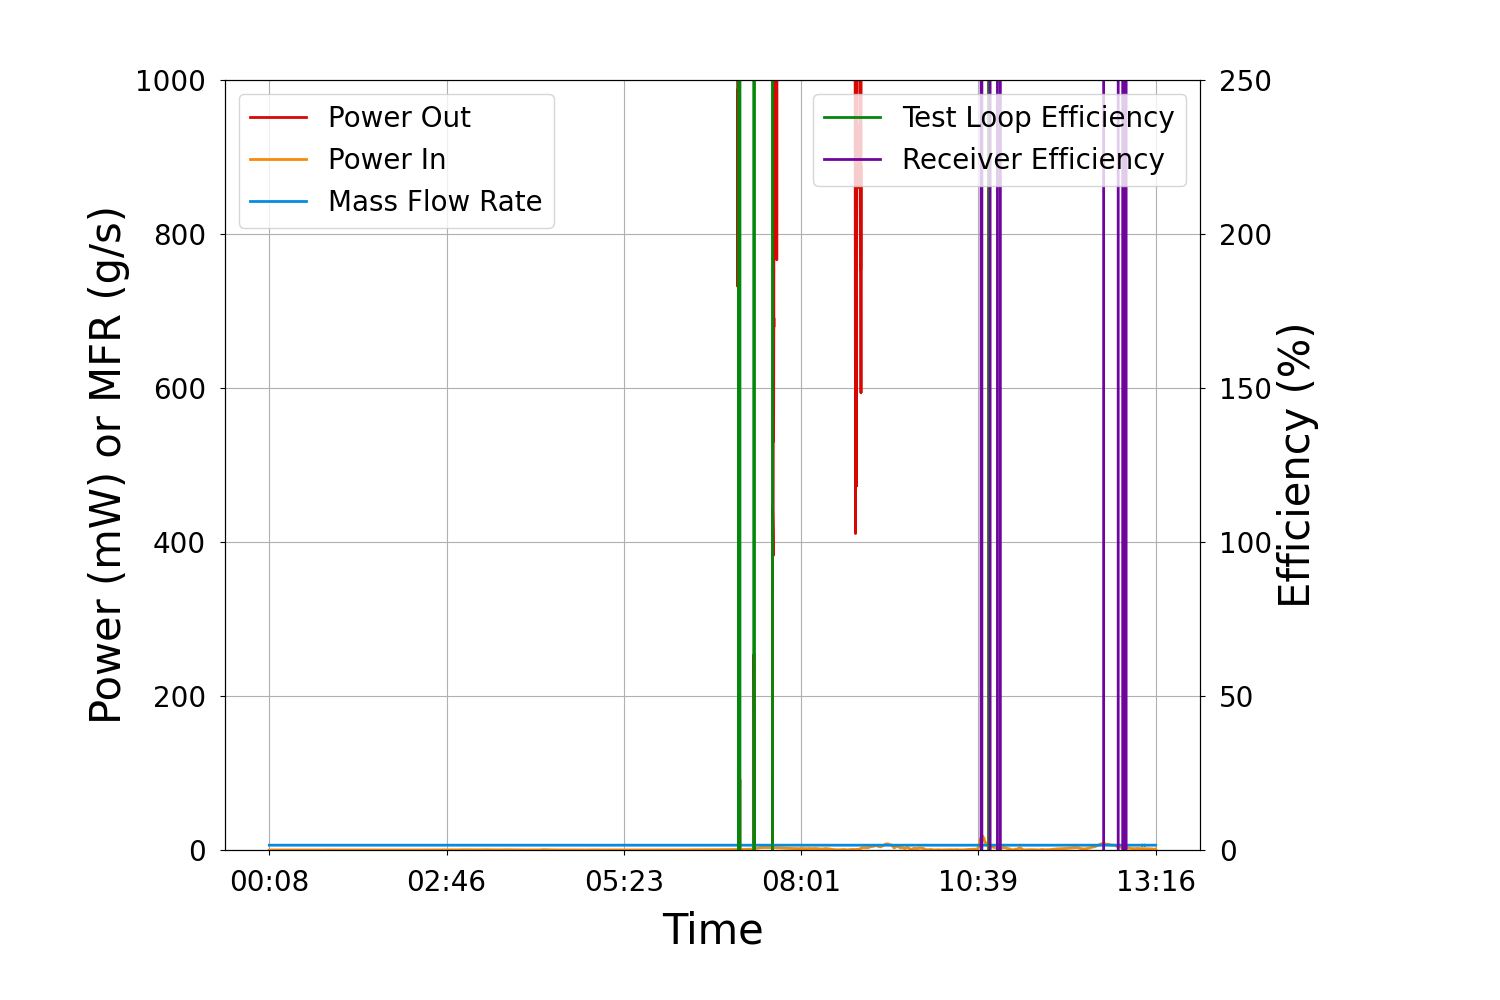 1000
800
600
400
200
0
Power (mW) or MFR (g/s)
Power Out
Power In
Mass Flow Rate
Test Loop Efficiency
Receiver Efficiency
250
200
150
100
50
0
Efficiency (%)
00:08 02:46 05:23 08:01 10:39 13:16
Time